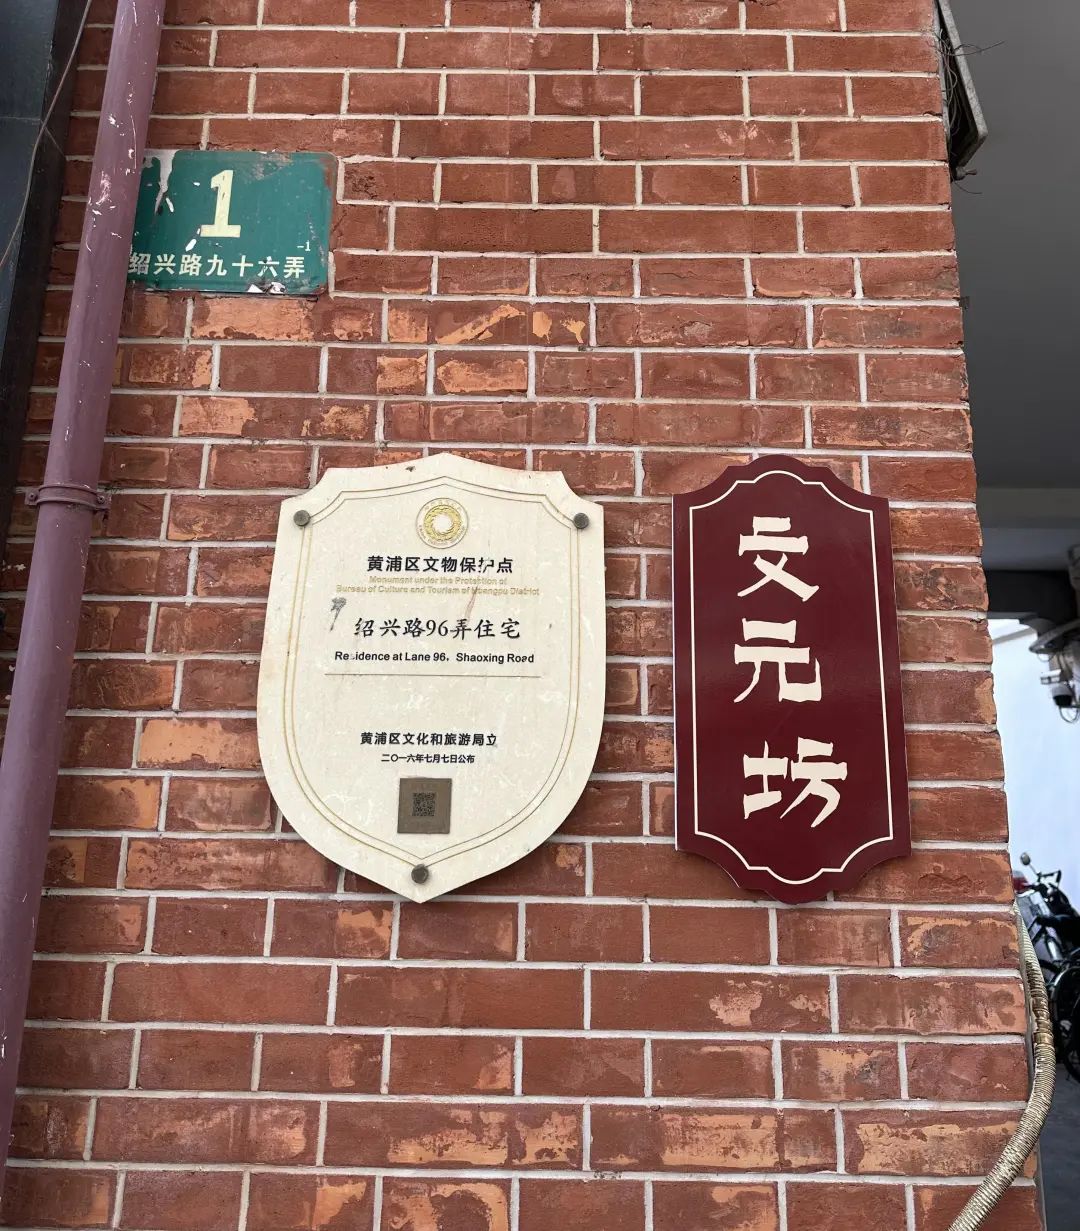 1
-1
绍兴路九十六弄
黄浦区文物保护点
Monument under the Protection of
Bureau of Culture and Tourism of Huangpu District
绍兴路96弄住宅
Residence at Lane 96, Shaoxing Road
黄浦区文化和旅游局立
二〇一六年七月七日公布
文元坊